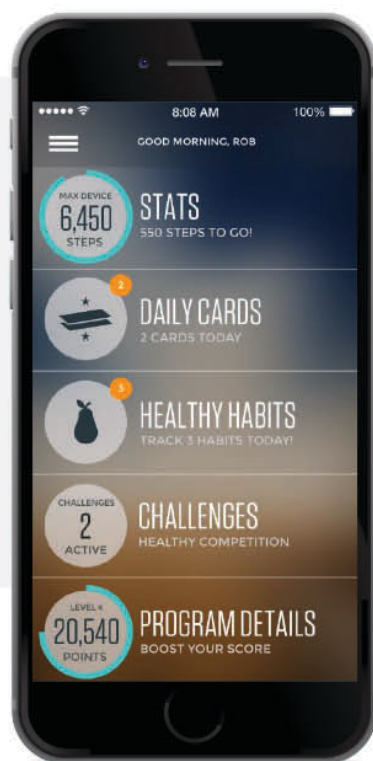 8:08 AM
100%
GOOD MORNING, ROB
MAX DEVICE
6,450
STEPS
STATS
550 STEPS TO GO!
2
DAILY CARDS
2 CARDS TODAY
3
HEALTHY HABITS
TRACK 3 HABITS TODAY!
CHALLENGES
2
ACTIVE
CHALLENGES
HEALTHY COMPETITION
LEVEL 4
20,540
POINTS
PROGRAM DETAILS
BOOST YOUR SCORE